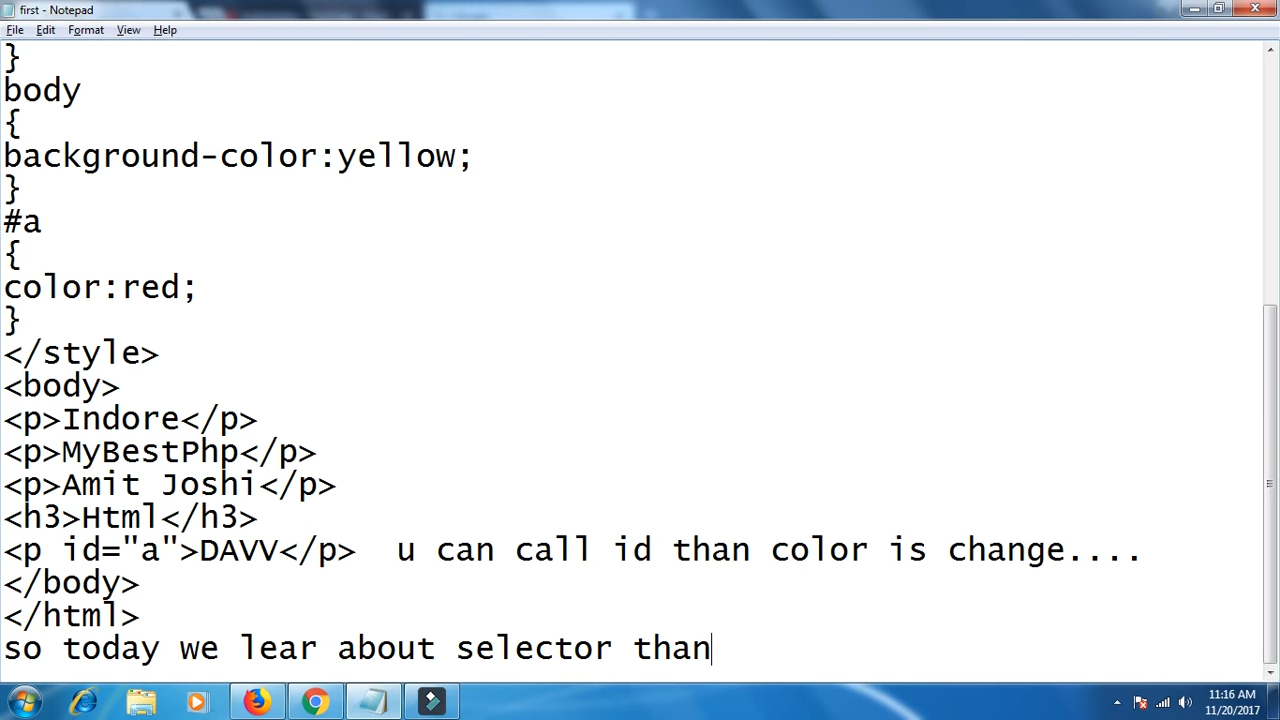 first - Notepad
File Edit Format View Help
}
body
{
background-color:yellow;
}
#a
{
color:red;
}
</style>
<body>
<p>Indore</p>
<p>MyBestPhp</p>
<p>Amit Joshi</p>
<h3>Html</h3>
<p id="a">DAVV</p>  u can call id than color is change....
</body>
</html>
so today we lear about selector than
11:16 AM
11/20/2017